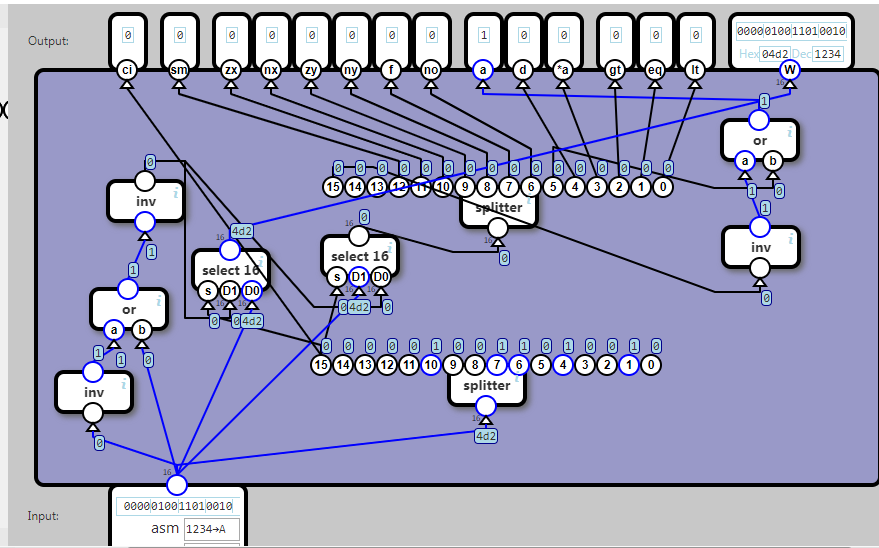 Output:
0 0 0 0 0 0 0 0 1 0 0 0 0 0 0000010011010010
Hex 04d2 Dec 1234
ci sm zx nx zy ny f no a d *a gt eq lt W
16
1
or
i
a b
1 0
1
inv
i
0
0 0 0 0 0 0 0 0 0 0 0 0 0 0 0 0
15 14 13 12 11 10 9 8 7 6 5 4 3 2 1 0
splitter
16
0
0
inv
i
1
1
or
i
a b
1 1 0
inv
i
0
16 4d2
select 16
i
s D1 D0
16 16
0 0 4d2
16 0
select 16
i
s D1 D0
16 16
0 4d2 0
0 0 0 0 0 1 0 0 1 1 0 1 0 0 1 0
15 14 13 12 11 10 9 8 7 6 5 4 3 2 1 0
splitter
i
16
4d2
16
Input:
0000010011010010
asm 1234→A